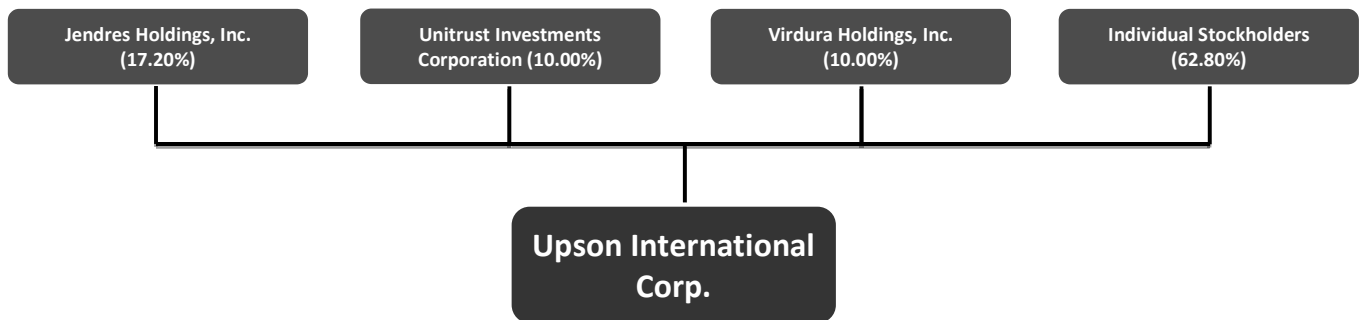 Jendres Holdings, Inc.
(17.20%)
Unitrust Investments
Corporation (10.00%)
Virdura Holdings, Inc.
(10.00%)
Individual Stockholders
(62.80%)
Upson International
Corp.